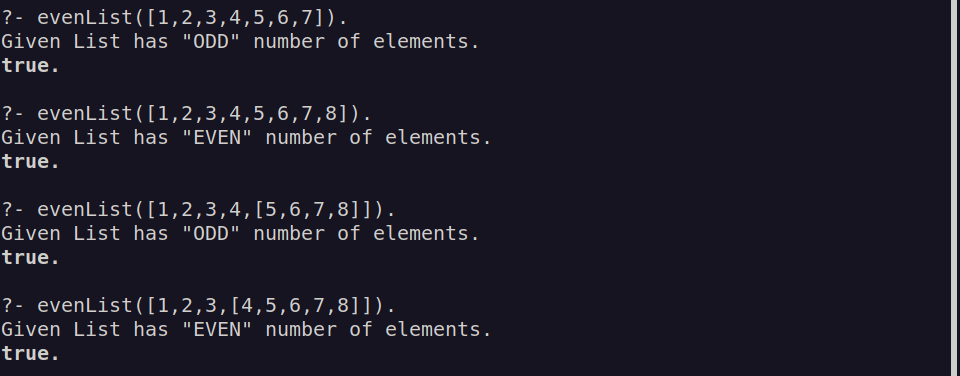 ?- evenList([1,2,3,4,5,6,7]).
Given List has "ODD" number of elements.
true.
?- evenList([1,2,3,4,5,6,7,8]).
Given List has "EVEN" number of elements.
true.
?- evenList([1,2,3,4,[5,6,7,8]]).
Given List has "ODD" number of elements.
true.
?- evenList([1,2,3,[4,5,6,7,8]]).
Given List has "EVEN" number of elements.
true.